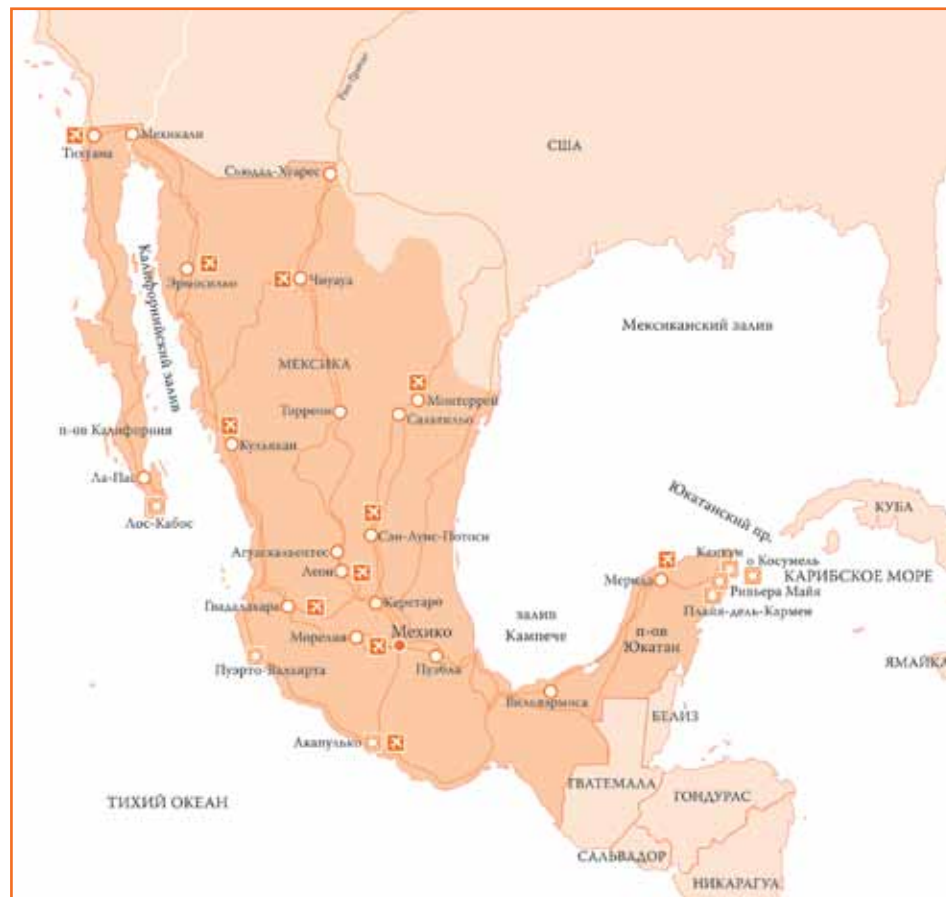 Рио-Гранде
США
Тихуана
Мехикали
Сьюдад-Хуарес
Калифорнийский залив
Эрмосильо
Чиуауа
Мексиканский залив
МЕКСИКА
Монтеррей
Торреон
Сальтильо
п-ов Калифорния
Кульякан
Ла-Пас
Лос-Кабос
Юкатанский пр.
КУБА
Сан-Луис-Потоси
Агуаскальентес
Леон
Канкун
о Косумель
КАРИБСКОЕ МОРЕ
Мерида
Ривьера Майя
Плайя-дель-Кармен
Гвадалахара
Керетаро
залив
Кампече
п-ов
Юкатан
Морелия
Мехико
Пуэбла
Пуэрто-Вальярта
ЯМАЙКА
Вильяэрмоса
БЕЛИЗ
Акапулько
ГВАТЕМАЛА
ГОНДУРАС
ТИХИЙ ОКЕАН
САЛЬВАДОР
НИКАРАГУА